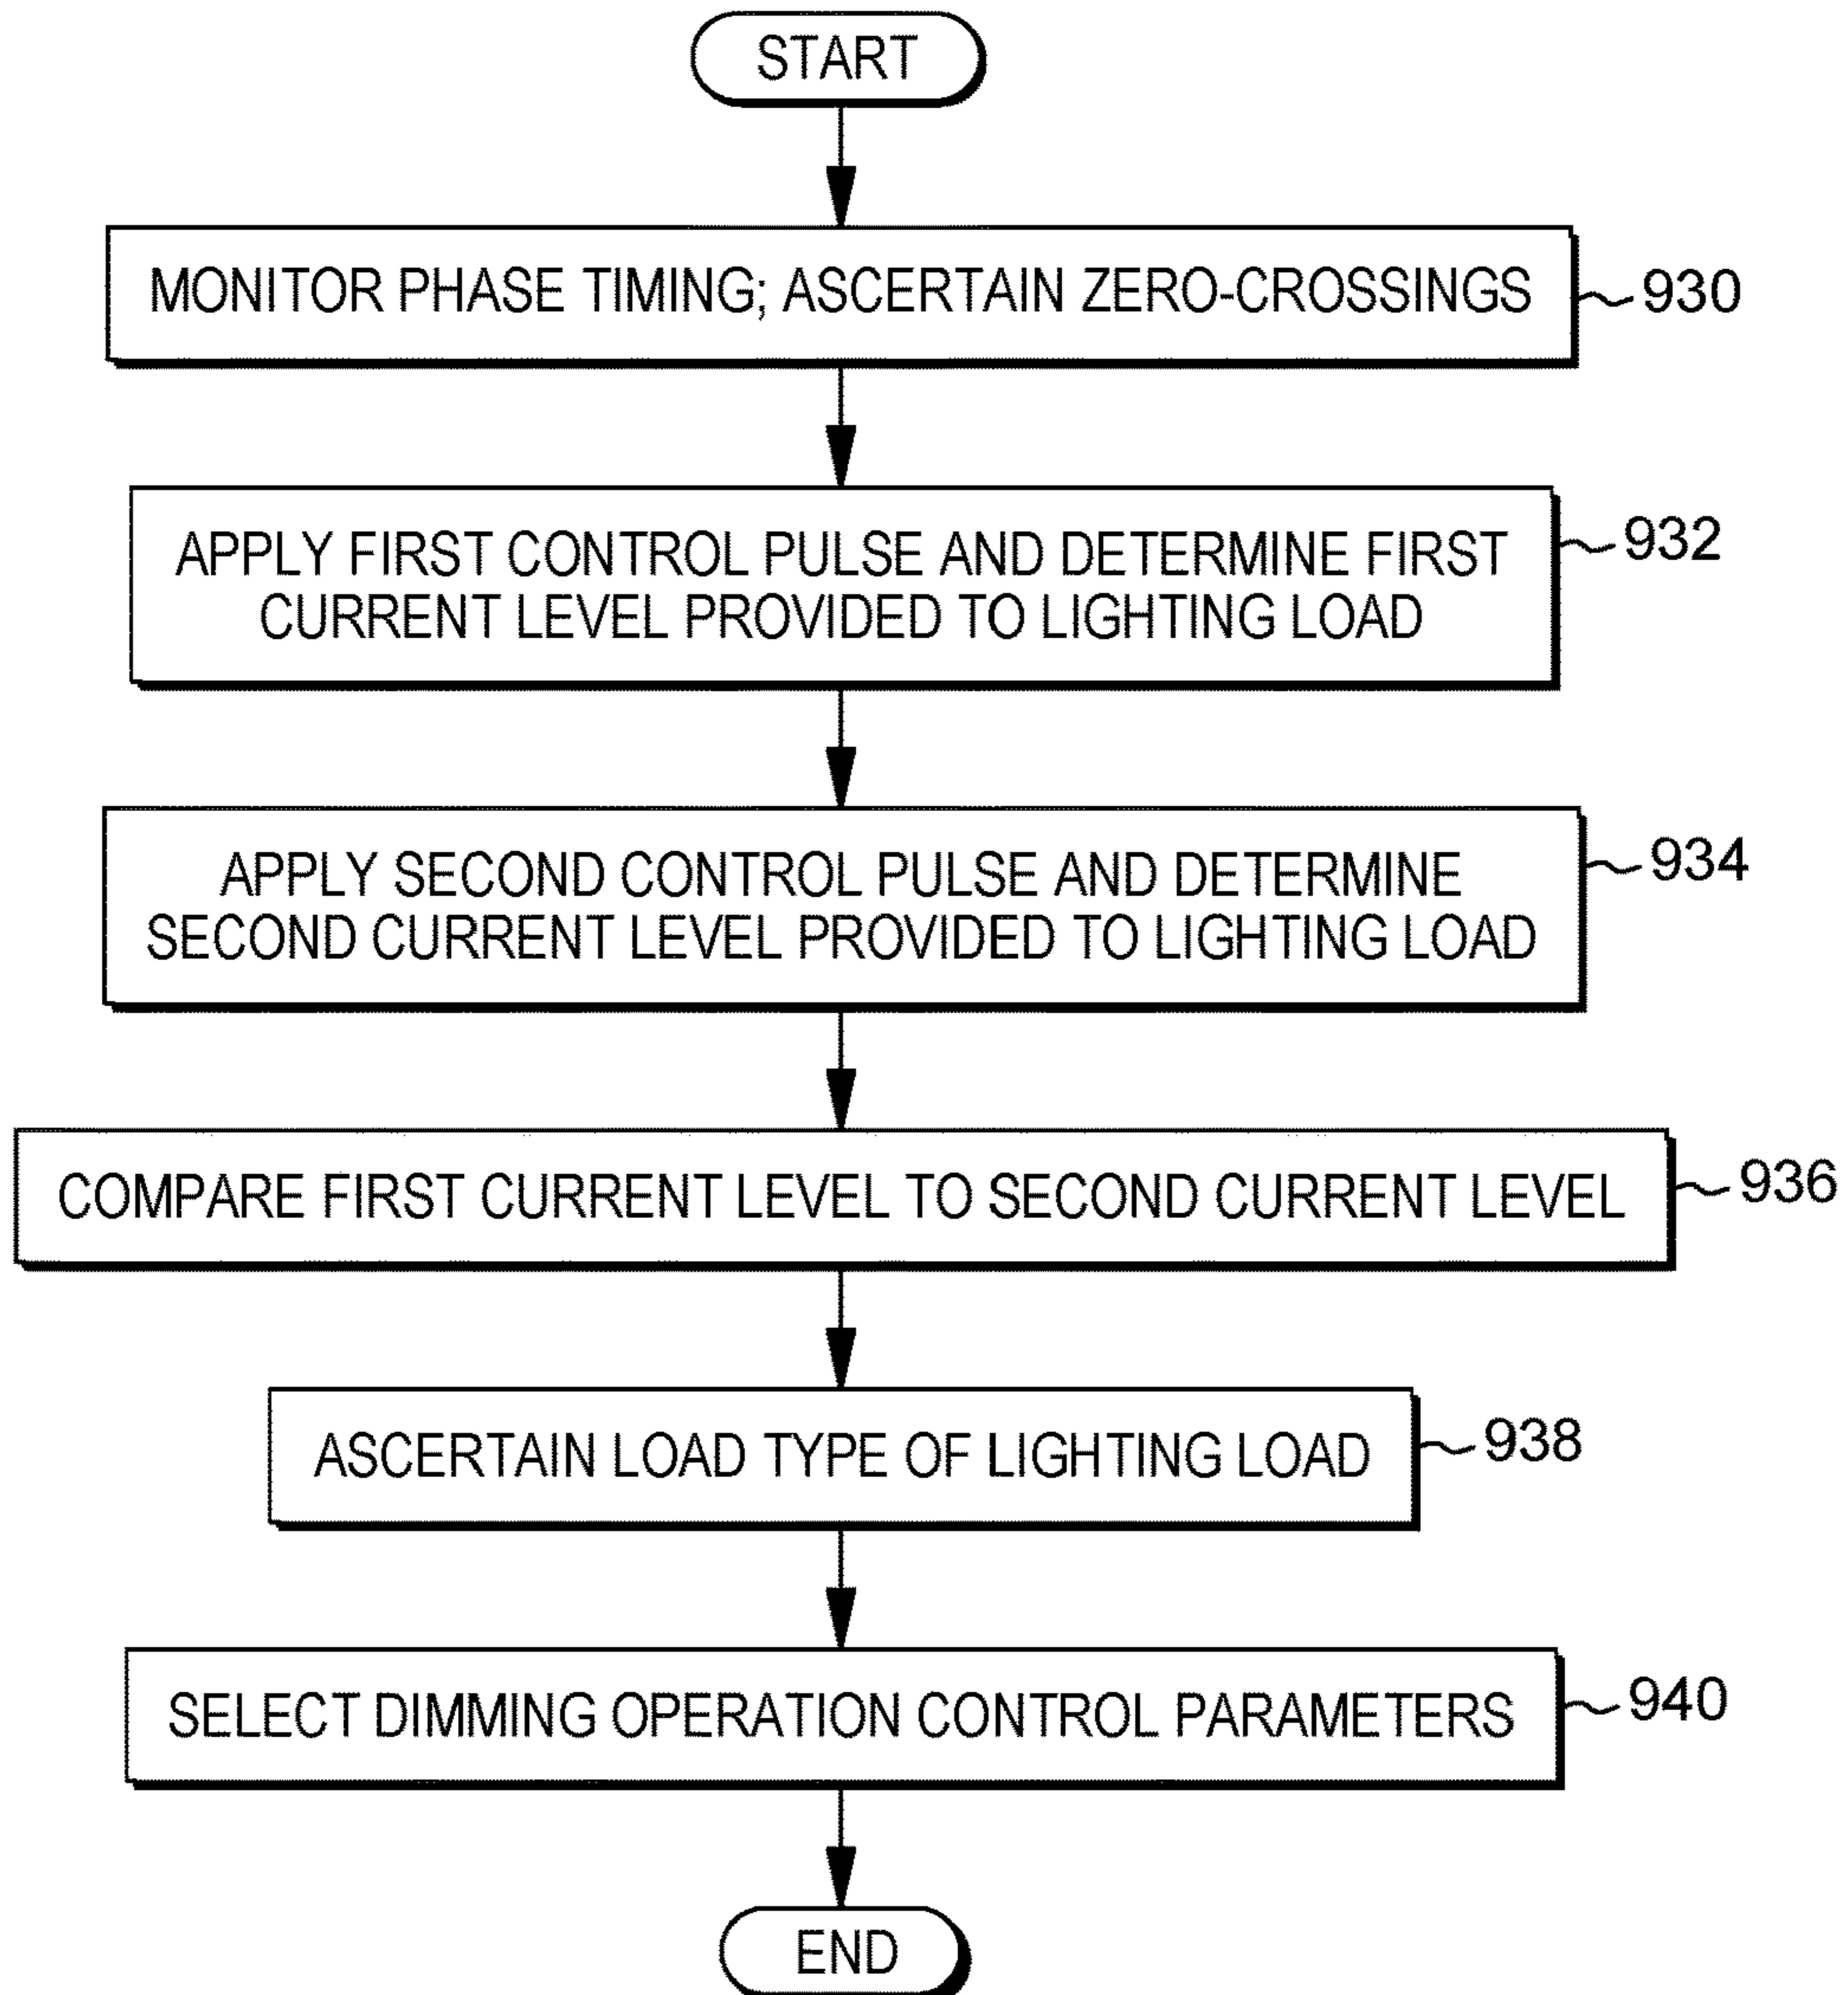 START
MONITOR PHASE TIMING; ASCERTAIN ZERO-CROSSINGS
930
APPLY FIRST CONTROL PULSE AND DETERMINE FIRST
CURRENT LEVEL PROVIDED TO LIGHTING LOAD
932
APPLY SECOND CONTROL PULSE AND DETERMINE
SECOND CURRENT LEVEL PROVIDED TO LIGHTING LOAD
934
COMPARE FIRST CURRENT LEVEL TO SECOND CURRENT LEVEL
936
ASCERTAIN LOAD TYPE OF LIGHTING LOAD
938
SELECT DIMMING OPERATION CONTROL PARAMETERS
940
END